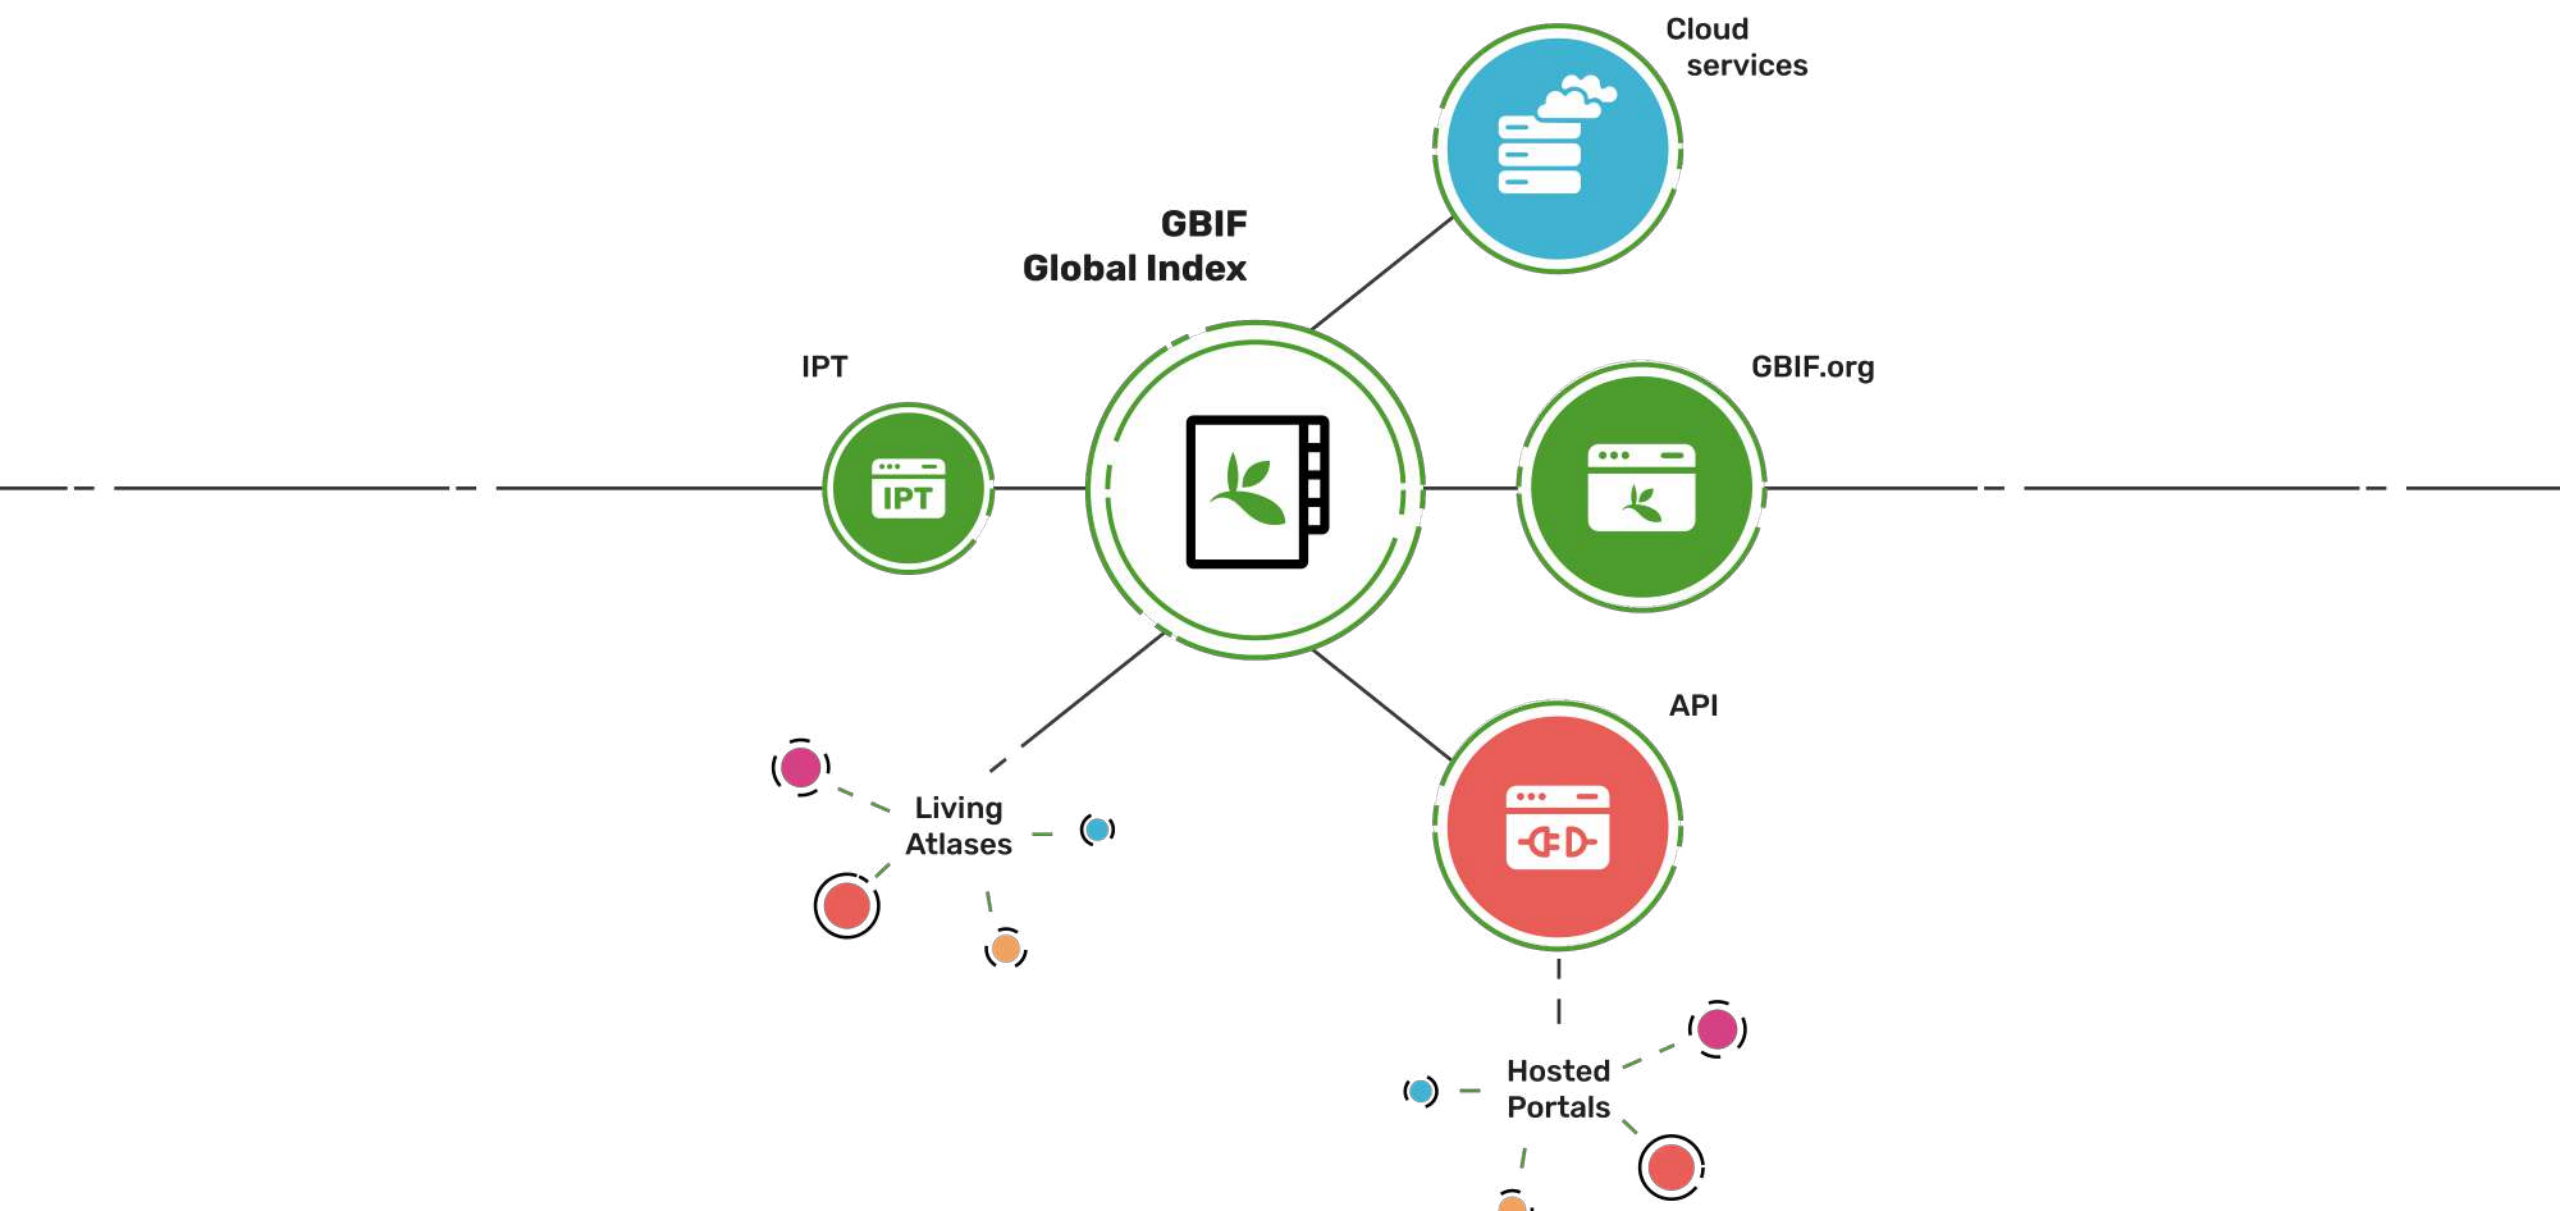 Cloud
services
GBIF
Global Index
IPT
GBIF.org
IPT
API
Living
Atlases
Hosted
Portals